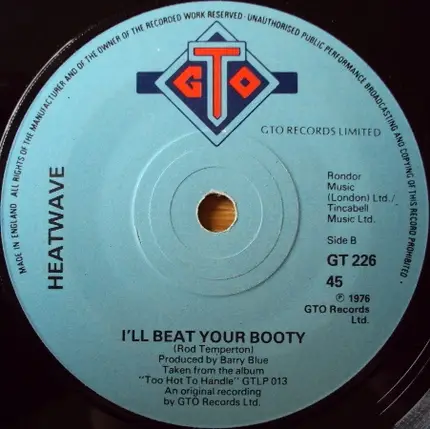 ALL RIGHTS OF THE MANUFACTURER AND OF THE OWNER OF THE RECORDED WORK RESERVED · UNAUTHORISED PUBLIC PERFORMANCE BROADCASTING AND COPYING OF THIS RECORD PROHIBITED ·
MADE IN ENGLAND
GTO
GTO RECORDS LIMITED
HEATWAVE
Rondor
Music
(London) Ltd./
Tincabell
Music Ltd.
Side B
GT 226
45
℗ 1976
GTO Records
Ltd.
I'LL BEAT YOUR BOOTY
(Rod Temperton)
Produced by Barry Blue
Taken from the album
"Too Hot To Handle" GTLP 013
An original recording
by GTO Records Ltd.